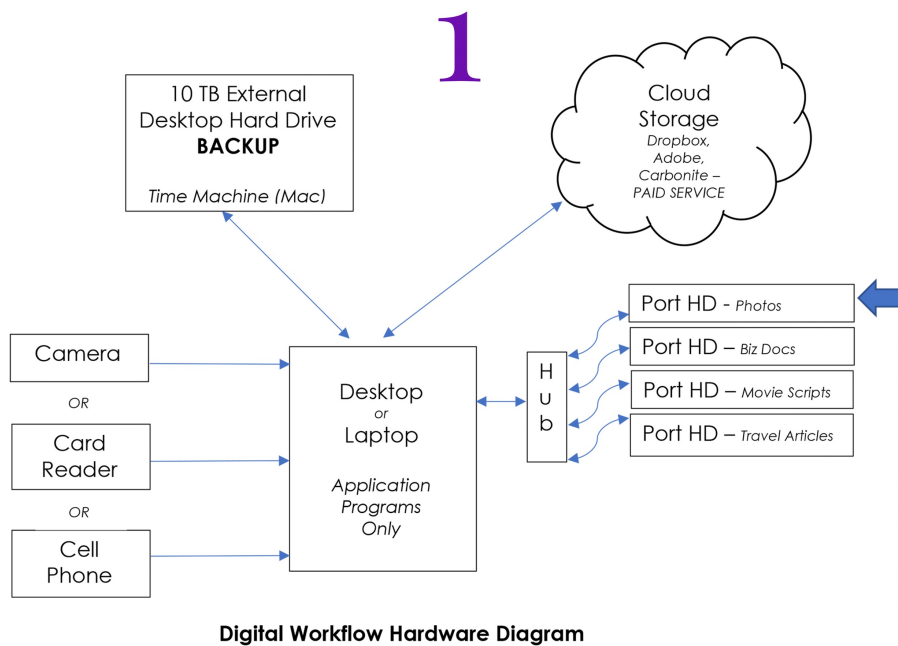 1
10 TB External
Desktop Hard Drive
BACKUP
Time Machine (Mac)
Cloud
Storage
Dropbox,
Adobe,
Carbonite –
PAID SERVICE
Camera
OR
Card
Reader
OR
Cell
Phone
Desktop
or
Laptop
Application
Programs
Only
H
u
b
Port HD - Photos
Port HD – Biz Docs
Port HD – Movie Scripts
Port HD – Travel Articles
Digital Workflow Hardware Diagram